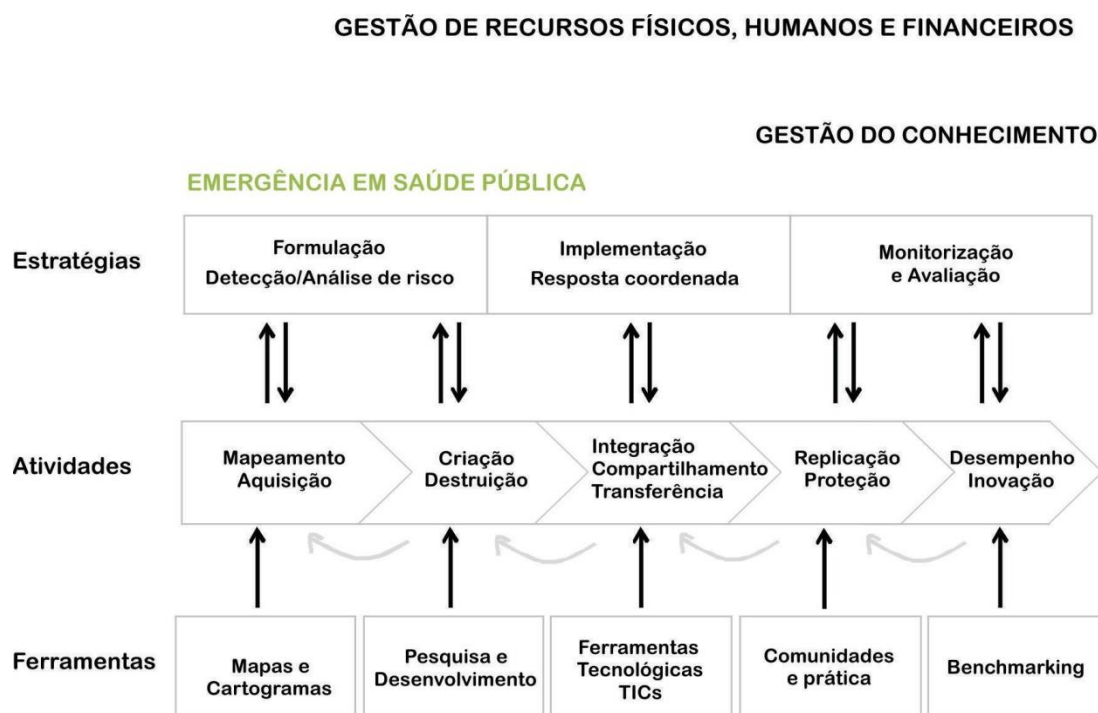 GESTÃO DE RECURSOS FÍSICOS, HUMANOS E FINANCEIROS
GESTÃO DO CONHECIMENTO
EMERGÊNCIA EM SAÚDE PÚBLICA
Estratégias
Formulação
Detecção/Análise de risco
Implementação
Resposta coordenada
Monitorização
e Avaliação
Atividades
Mapeamento
Aquisição
Criação
Destruição
Integração
Compartilhamento
Transferência
Replicação
Proteção
Desempenho
Inovação
Ferramentas
Mapas e
Cartogramas
Pesquisa e
Desenvolvimento
Ferramentas
Tecnológicas
TICs
Comunidades
e prática
Benchmarking